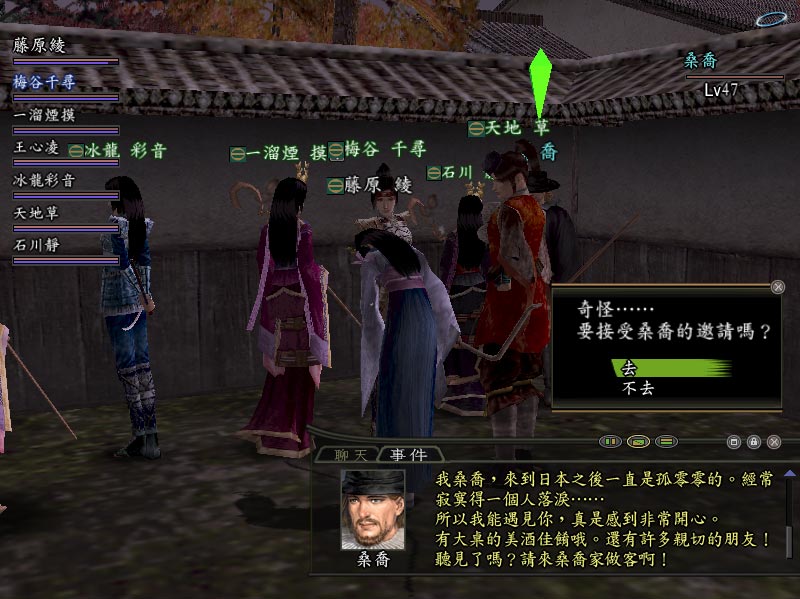 藤原綾
梅谷千尋
一溜煙摸
王心凌
冰龍彩音
天地草
石川靜
桑喬
Lv47
天地 草
喬
冰龍 彩音
一溜煙 摸
梅谷 千尋
石川
藤原 綾
奇怪……
要接受桑喬的邀請嗎？
去
不去
聊天
事件
我桑喬，來到日本之後一直是孤零零的。經常
寂寞得一個人落淚……
所以我能遇見你，真是感到非常開心。
有大桌的美酒佳餚哦。還有許多親切的朋友！
聽見了嗎？請來桑喬家做客啊！
桑喬